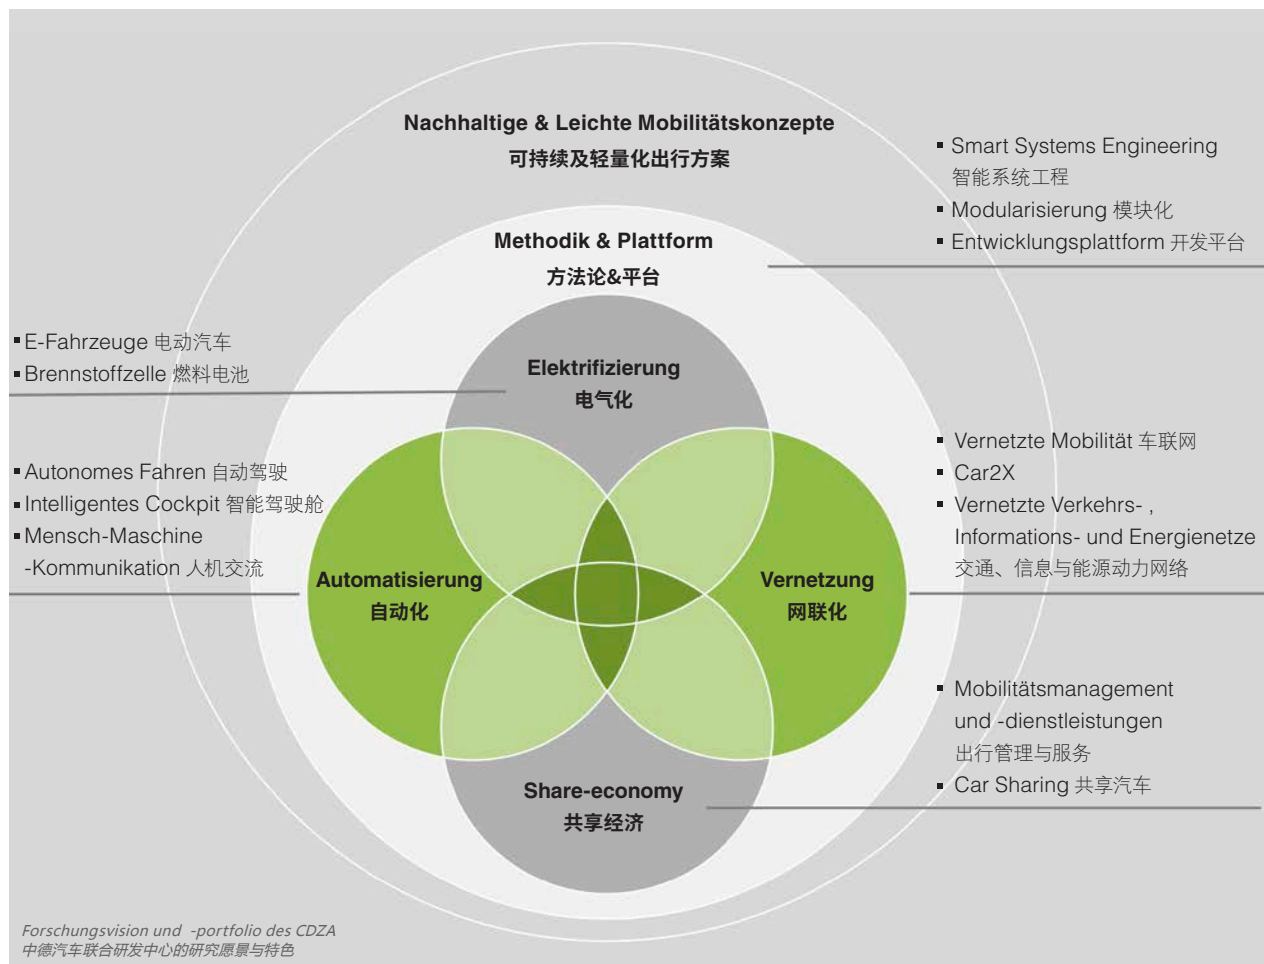 Nachhaltige & Leichte Mobilitätskonzepte
可持续及轻量化出行方案
▪ Smart Systems Engineering
智能系统工程
▪ Modularisierung 模块化
▪ Entwicklungsplattform 开发平台
Methodik & Plattform
方法论&平台
▪ E-Fahrzeuge 电动汽车
▪ Brennstoffzelle 燃料电池
Elektrifizierung
电气化
▪ Autonomes Fahren 自动驾驶
▪ Intelligentes Cockpit 智能驾驶舱
▪ Mensch-Maschine
-Kommunikation 人机交流
Automatisierung
自动化
Vernetzung
网联化
▪ Vernetzte Mobilität 车联网
▪ Car2X
▪ Vernetzte Verkehrs- ,
Informations- und Energienetze
交通、信息与能源动力网络
▪ Mobilitätsmanagement
und -dienstleistungen
出行管理与服务
▪ Car Sharing 共享汽车
Share-economy
共享经济
Forschungsvision und -portfolio des CDZA
中德汽车联合研发中心的研究愿景与特色